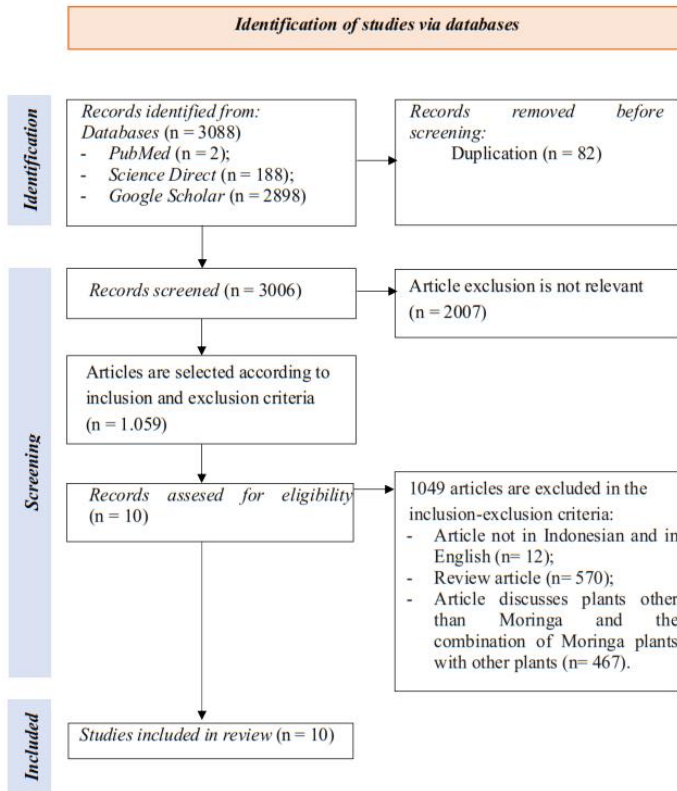 Identification of studies via databases
Identification
Records identified from:
Databases (n = 3088)
- PubMed (n = 2);
- Science Direct (n = 188);
- Google Scholar (n = 2898)
Records removed before
screening:
Duplication (n = 82)
Screening
Records screened (n = 3006)
Article exclusion is not relevant
(n = 2007)
Articles are selected according to
inclusion and exclusion criteria
(n = 1.059)
Records assesed for eligibility
(n = 10)
1049 articles are excluded in the
inclusion-exclusion criteria:
- Article not in Indonesian and in
English (n= 12);
- Review article (n= 570);
- Article discusses plants other
than Moringa and the
combination of Moringa plants
with other plants (n= 467).
Included
Studies included in review (n = 10)